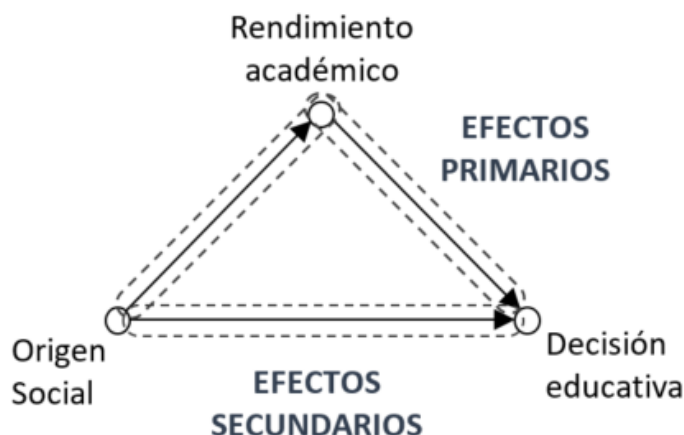 Rendimiento
académico
EFECTOS
PRIMARIOS
Origen
Social
Decisión
educativa
EFECTOS
SECUNDARIOS